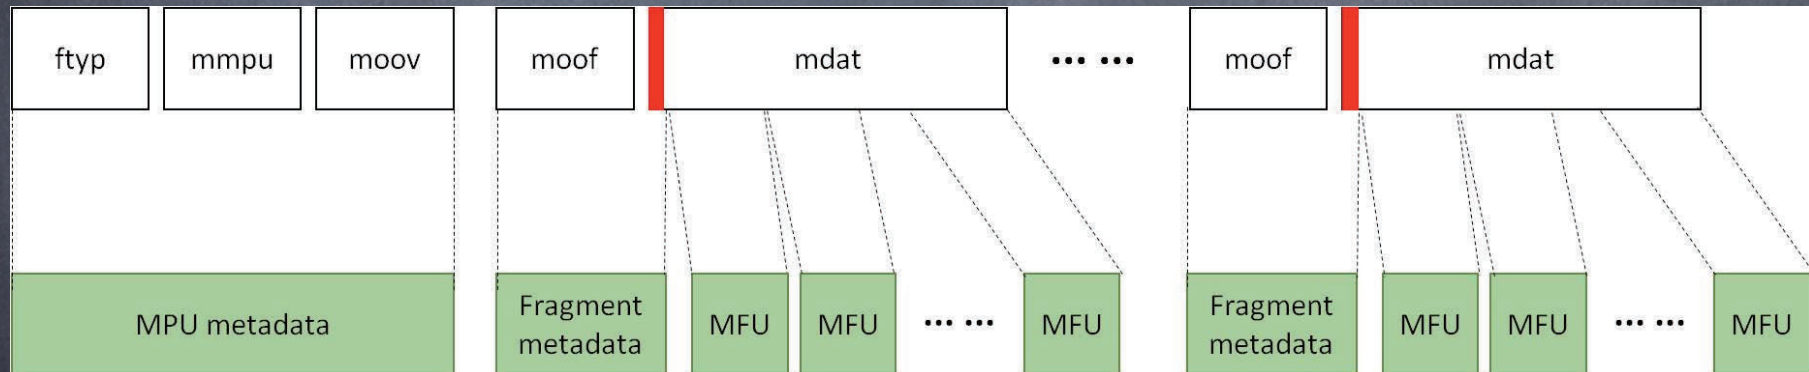 ftyp mmpu moov moof mdat ... ... moof mdat
MPU metadata Fragment metadata MFU MFU ... ... MFU Fragment metadata MFU MFU ... ... MFU